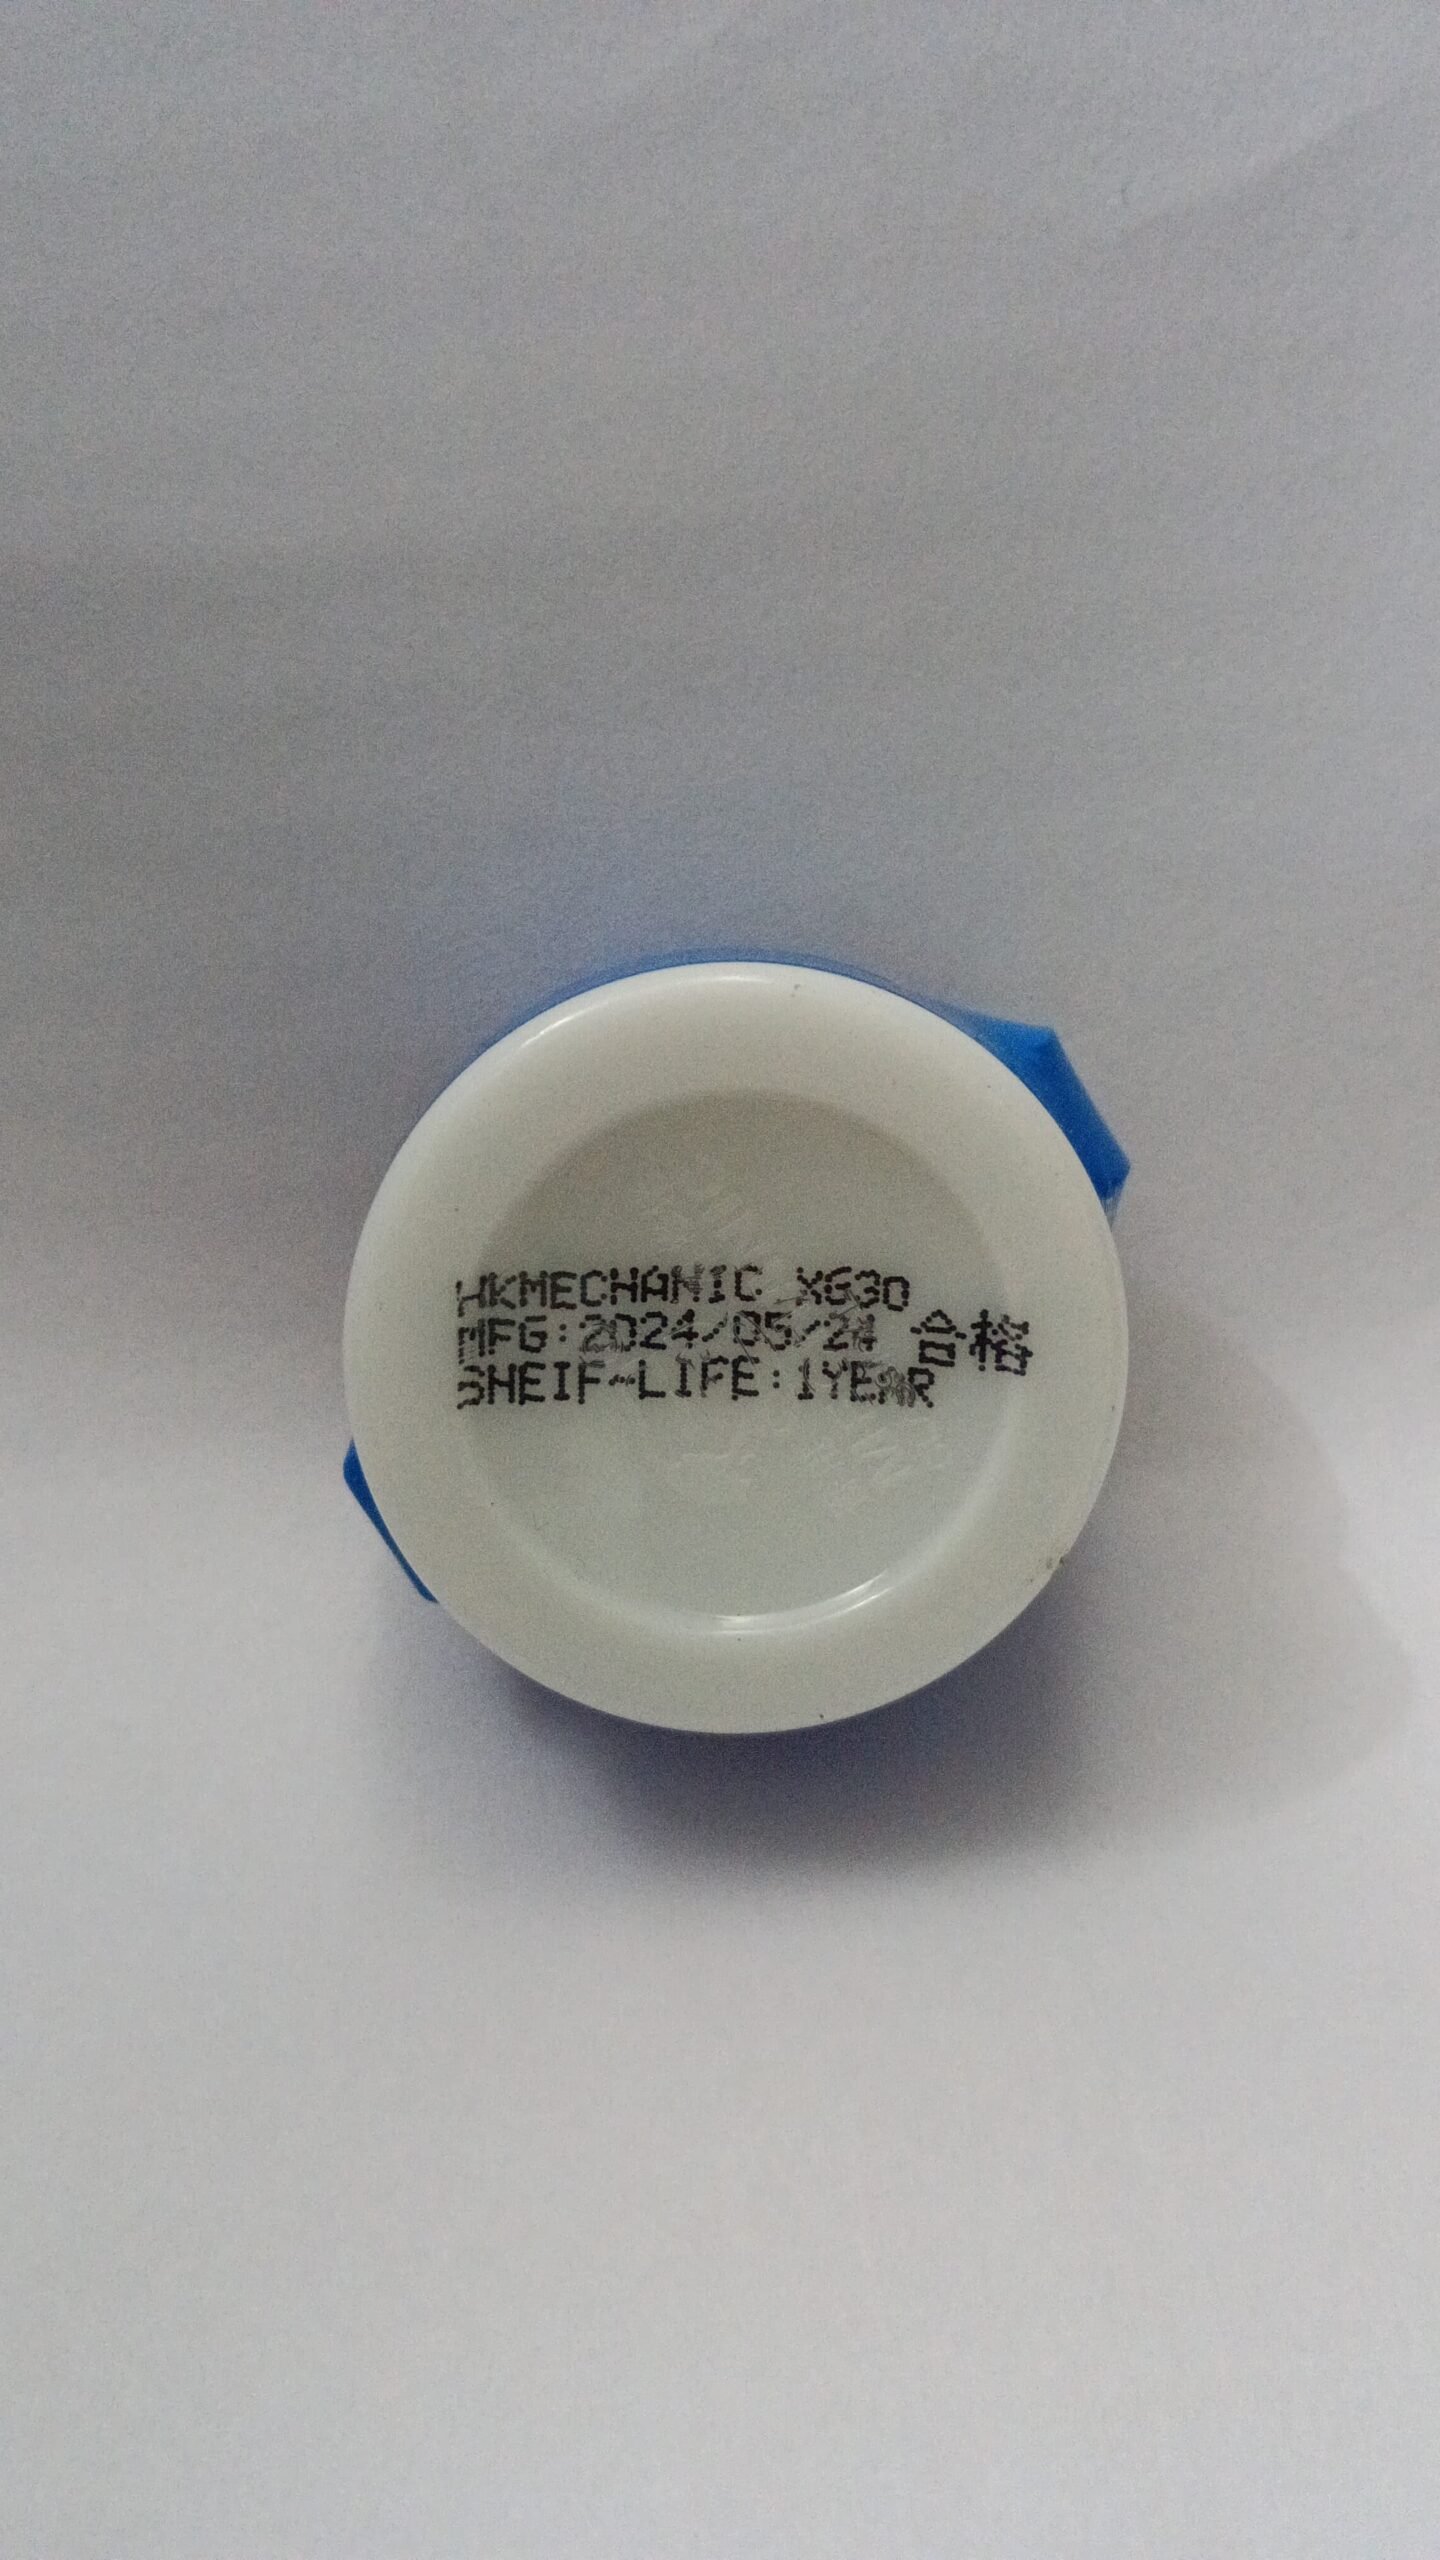 HKMECHANIC XG30
MFG:2024/05/24 合格
SHEIF-LIFE:1YEAR